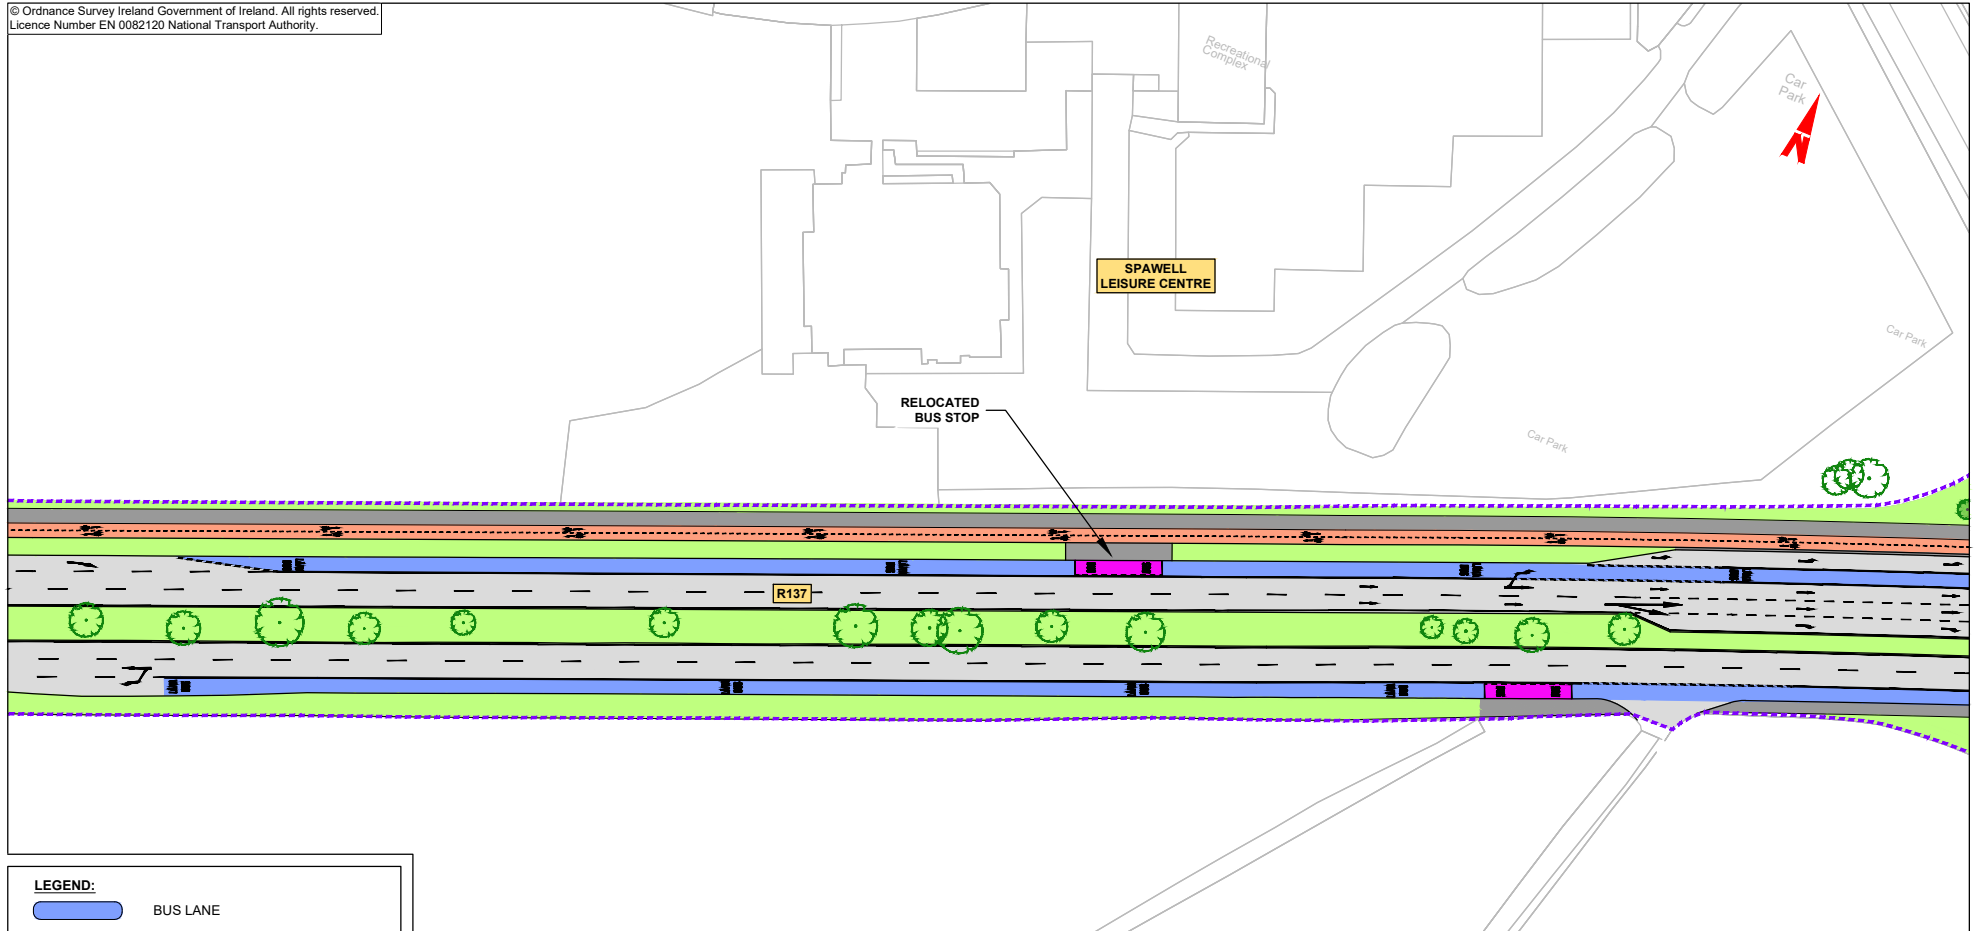 © Ordnance Survey Ireland Government of Ireland. All rights reserved.
Licence Number EN 0082120 National Transport Authority.
Recreational
Complex
Car
Park
N
SPAWELL
LEISURE CENTRE
Car Park
RELOCATED
BUS STOP
Car Park
R137
LEGEND:
BUS LANE